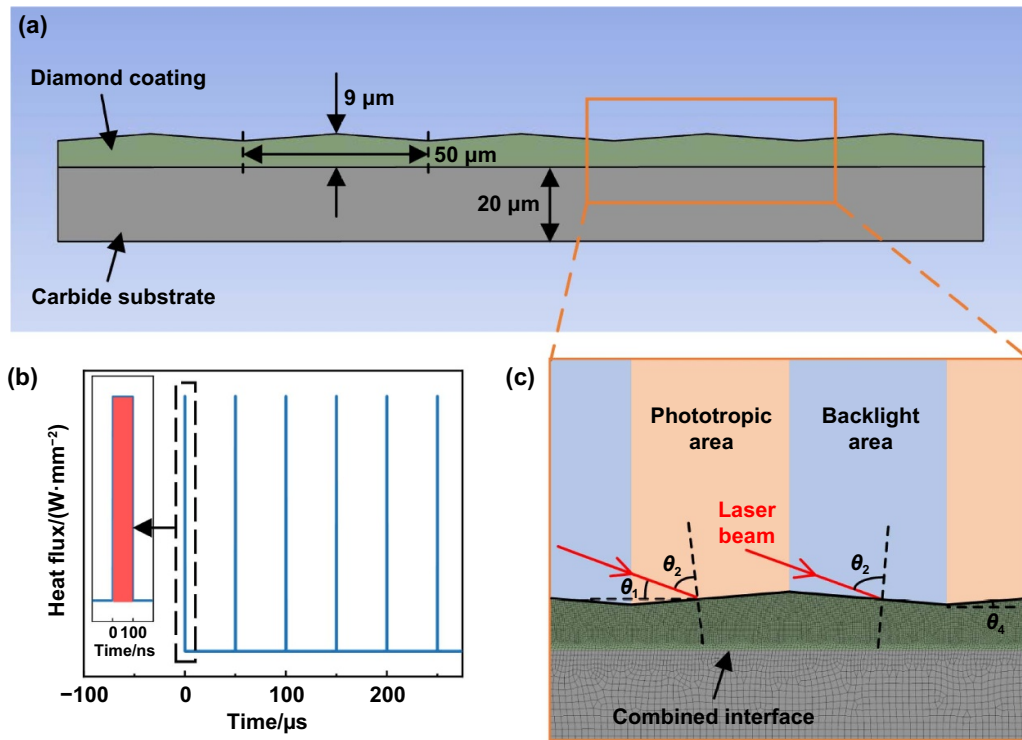 (a)
Diamond coating
9 μm
50 μm
20 μm
Carbide substrate
(b)
Heat flux/(W·mm⁻²)
0 100
Time/ns
−100 0 100 200
Time/μs
(c)
Phototropic
area
Backlight
area
Laser
beam
θ₂
θ₁
θ₂
θ₄
Combined interface